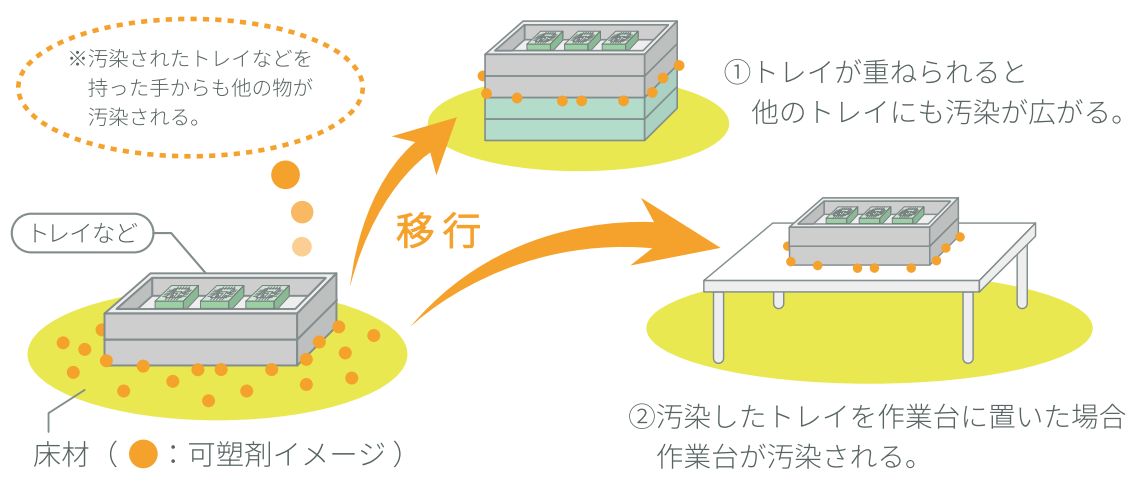 ※汚染されたトレイなどを
持った手からも他の物が
汚染される。
①トレイが重ねられると
他のトレイにも汚染が広がる。
移行
トレイなど
床材（●：可塑剤イメージ）
②汚染したトレイを作業台に置いた場合
作業台が汚染される。